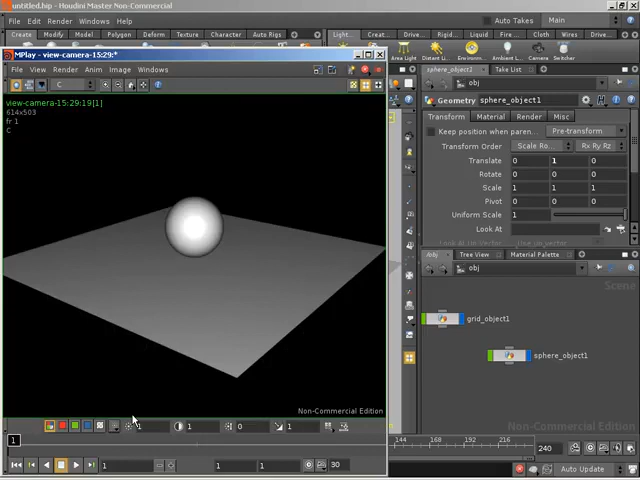 untitled.hip - Houdini Master Non-Commercial
File Edit Render Windows Help
Auto Takes Main
Create Modify Model Polygon Deform Texture Character Auto Rigs
Light... Drive... Rigid... Liquid... Cloth Wires
Area Light Distant Li... Environm... Ambient L... Camera Switcher
MPlay - view-camera-15:29:*
File View Render Anim Image Windows
C
view-camera-15:29:19[1]
614x503
fr 1
C
Non-Commercial Edition
1 1 0 1
1
1 1 1 30
sphere_object1 Take List
obj
Geometry sphere_object1
Transform Material Render Misc
Keep position when paren... Pre-transform
Transform Order Scale Ro... Rx Ry Rz
Translate 0 1 0
Rotate 0 0 0
Scale 1 1 1
Pivot 0 0 0
Uniform Scale 1
Look At
/obj Tree View Material Palette
obj
Scene
grid_object1
sphere_object1
Non-Commercial Edition
144 168 192 216 240
Auto Update